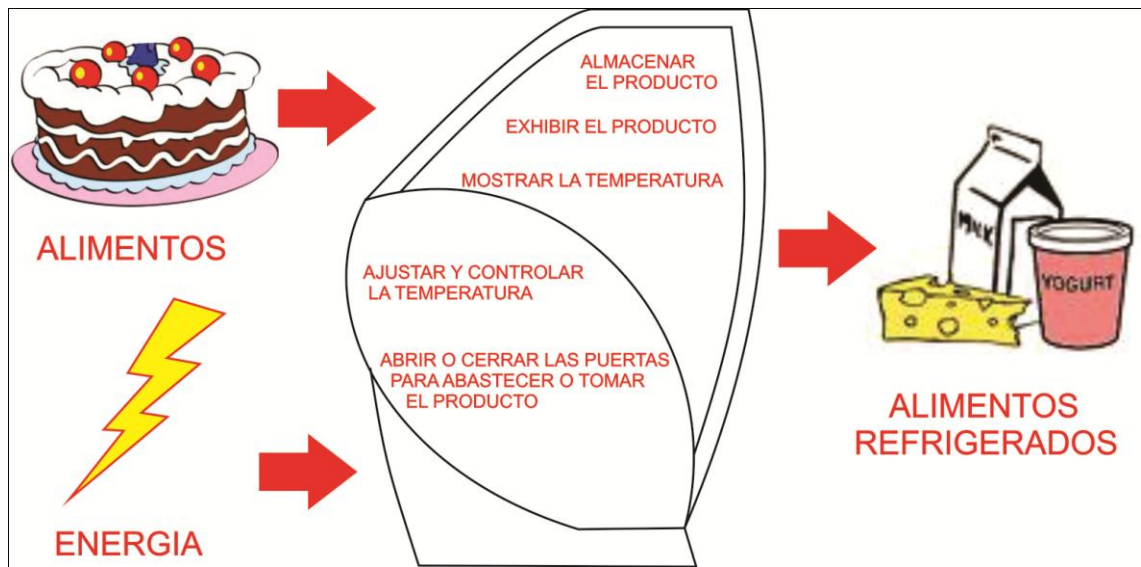 ALIMENTOS
ENERGIA
ALMACENAR
EL PRODUCTO
EXHIBIR EL PRODUCTO
MOSTRAR LA TEMPERATURA
AJUSTAR Y CONTROLAR
LA TEMPERATURA
ABRIR O CERRAR LAS PUERTAS
PARA ABASTECER O TOMAR
EL PRODUCTO
MILK
YOGURT
ALIMENTOS
REFRIGERADOS